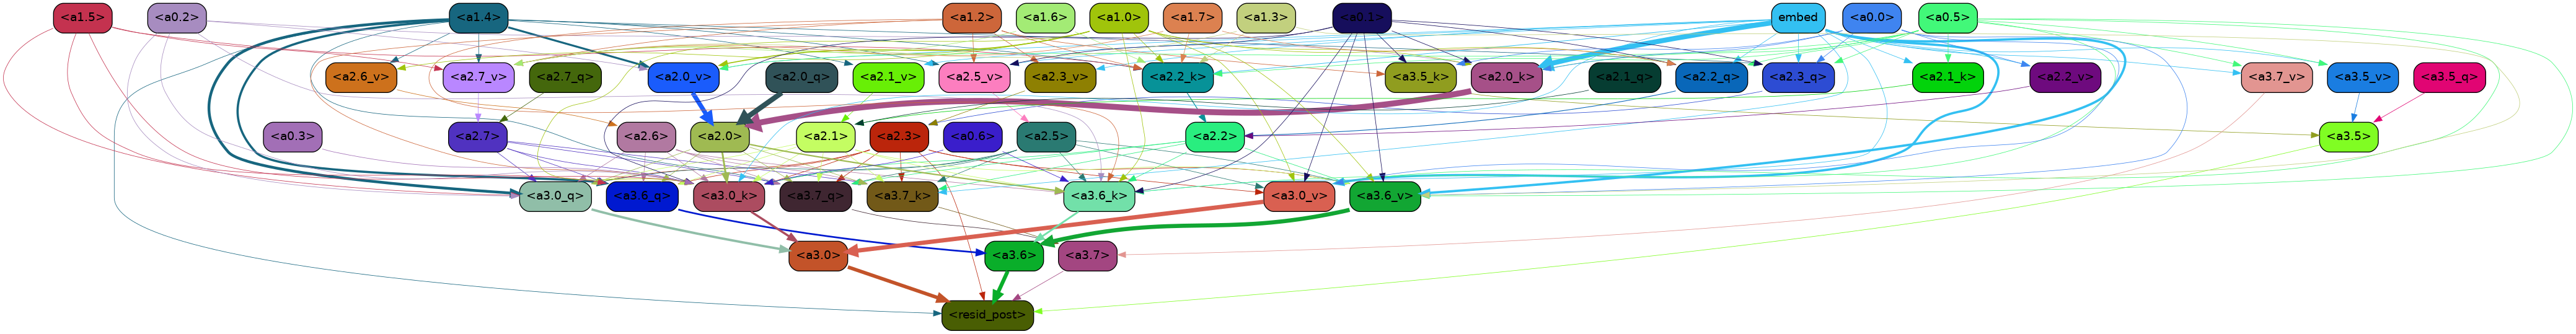 <a1.5> <a0.2> <a1.4> <a1.2> <a1.6> <a1.0> <a1.7> <a1.3> <a0.1> embed <a0.0> <a0.5>
<a2.6_v> <a2.7_v> <a2.7_q> <a2.0_v> <a2.0_q> <a2.1_v> <a2.5_v> <a2.3_v> <a2.2_k> <a3.5_k> <a2.0_k> <a2.1_q> <a2.2_q> <a2.3_q> <a2.1_k> <a2.2_v> <a3.7_v> <a3.5_v> <a3.5_q>
<a0.3> <a2.7> <a2.6> <a2.0> <a2.1> <a2.3> <a0.6> <a2.5> <a2.2> <a3.5>
<a3.0_q> <a3.6_q> <a3.0_k> <a3.7_q> <a3.7_k> <a3.6_k> <a3.0_v> <a3.6_v>
<a3.0> <a3.6> <a3.7>
<resid_post>